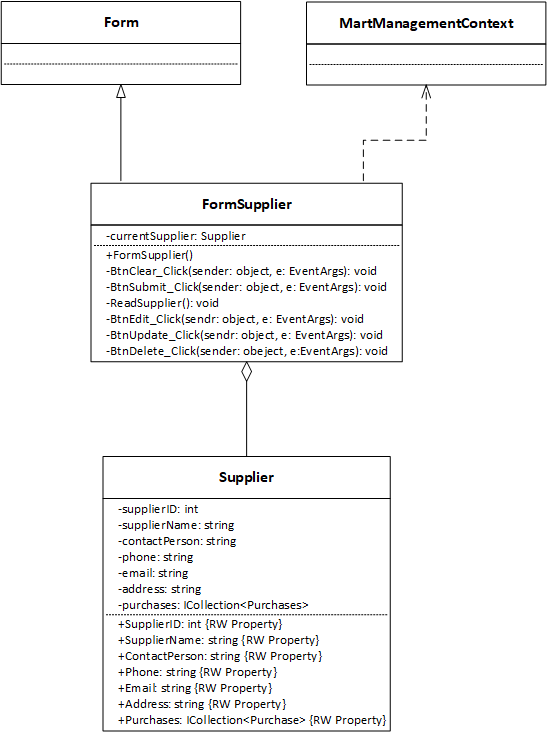 Form
MartManagementContext
FormSupplier
-currentSupplier: Supplier
+FormSupplier()
-BtnClear_Click(sender: object, e: EventArgs): void
-BtnSubmit_Click(sender: object, e: EventArgs): void
-ReadSupplier(): void
-BtnEdit_Click(sendr: object, e: EventArgs): void
-BtnUpdate_Click(sendr: object, e: EventArgs): void
-BtnDelete_Click(sender: obeject, e:EventArgs): void
Supplier
-supplierID: int
-supplierName: string
-contactPerson: string
-phone: string
-email: string
-address: string
-purchases: ICollection<Purchases>
+SupplierID: int {RW Property}
+SupplierName: string {RW Property}
+ContactPerson: string {RW Property}
+Phone: string {RW Property}
+Email: string {RW Property}
+Address: string {RW Property}
+Purchases: ICollection<Purchase> {RW Property}